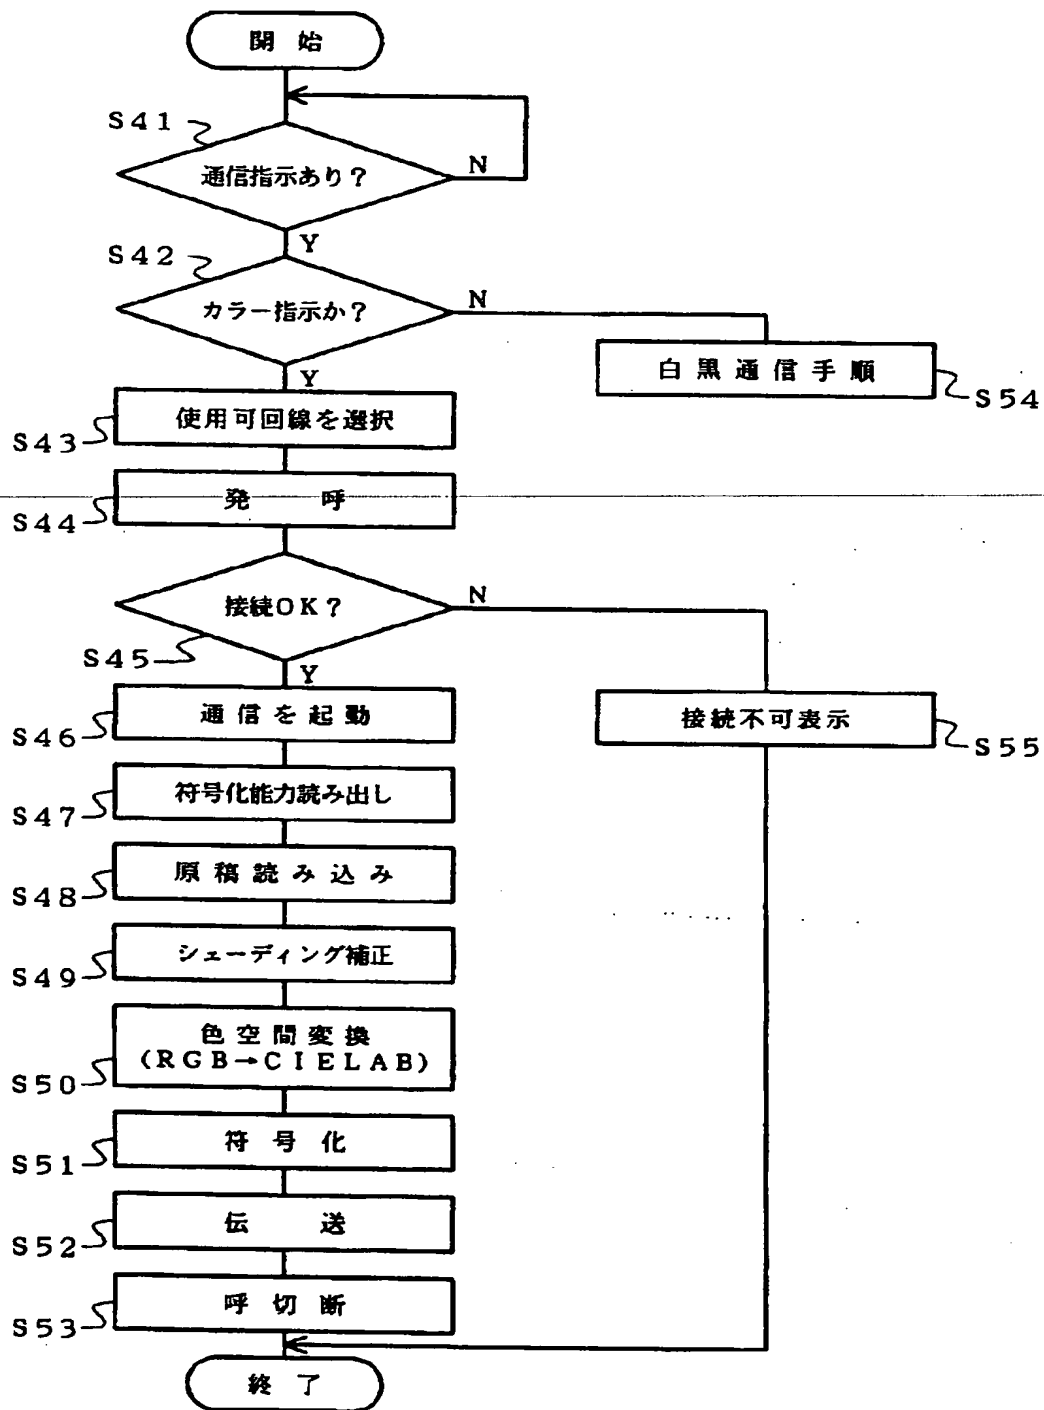 開始
S41
通信指示あり?
N
Y
S42
カラー指示か?
N
Y
白黒通信手順
S54
S43
使用可回線を選択
S44
発呼
接続OK?
N
S45
Y
S46
通信を起動
接続不可表示
S55
S47
符号化能力読み出し
S48
原稿読み込み
S49
シェーディング補正
S50
色空間変換
(RGB→CIELAB)
S51
符号化
S52
伝送
S53
呼切断
終了